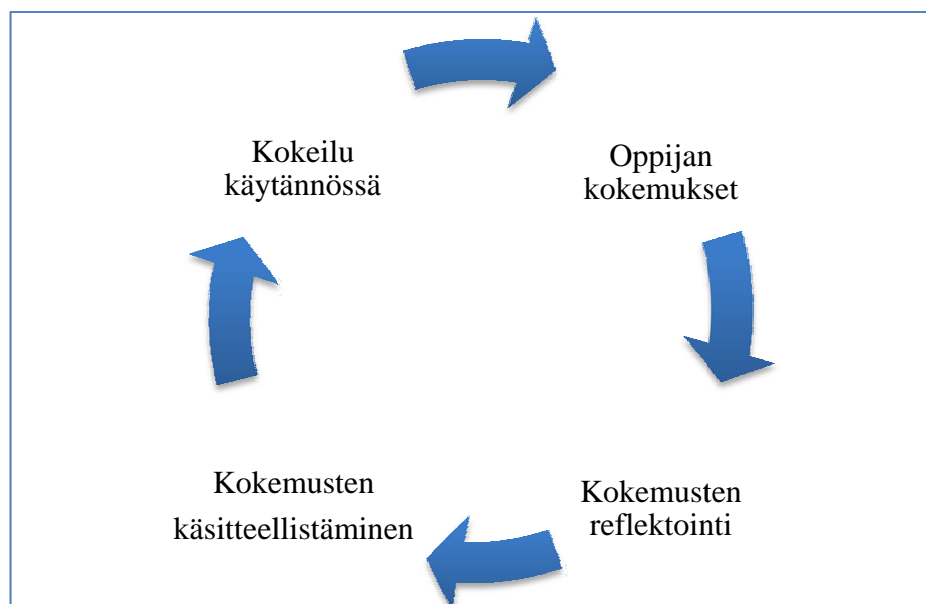 Kokeilu
käytännössä
Oppijan
kokemukset
Kokemusten
käsitteellistäminen
Kokemusten
reflektointi